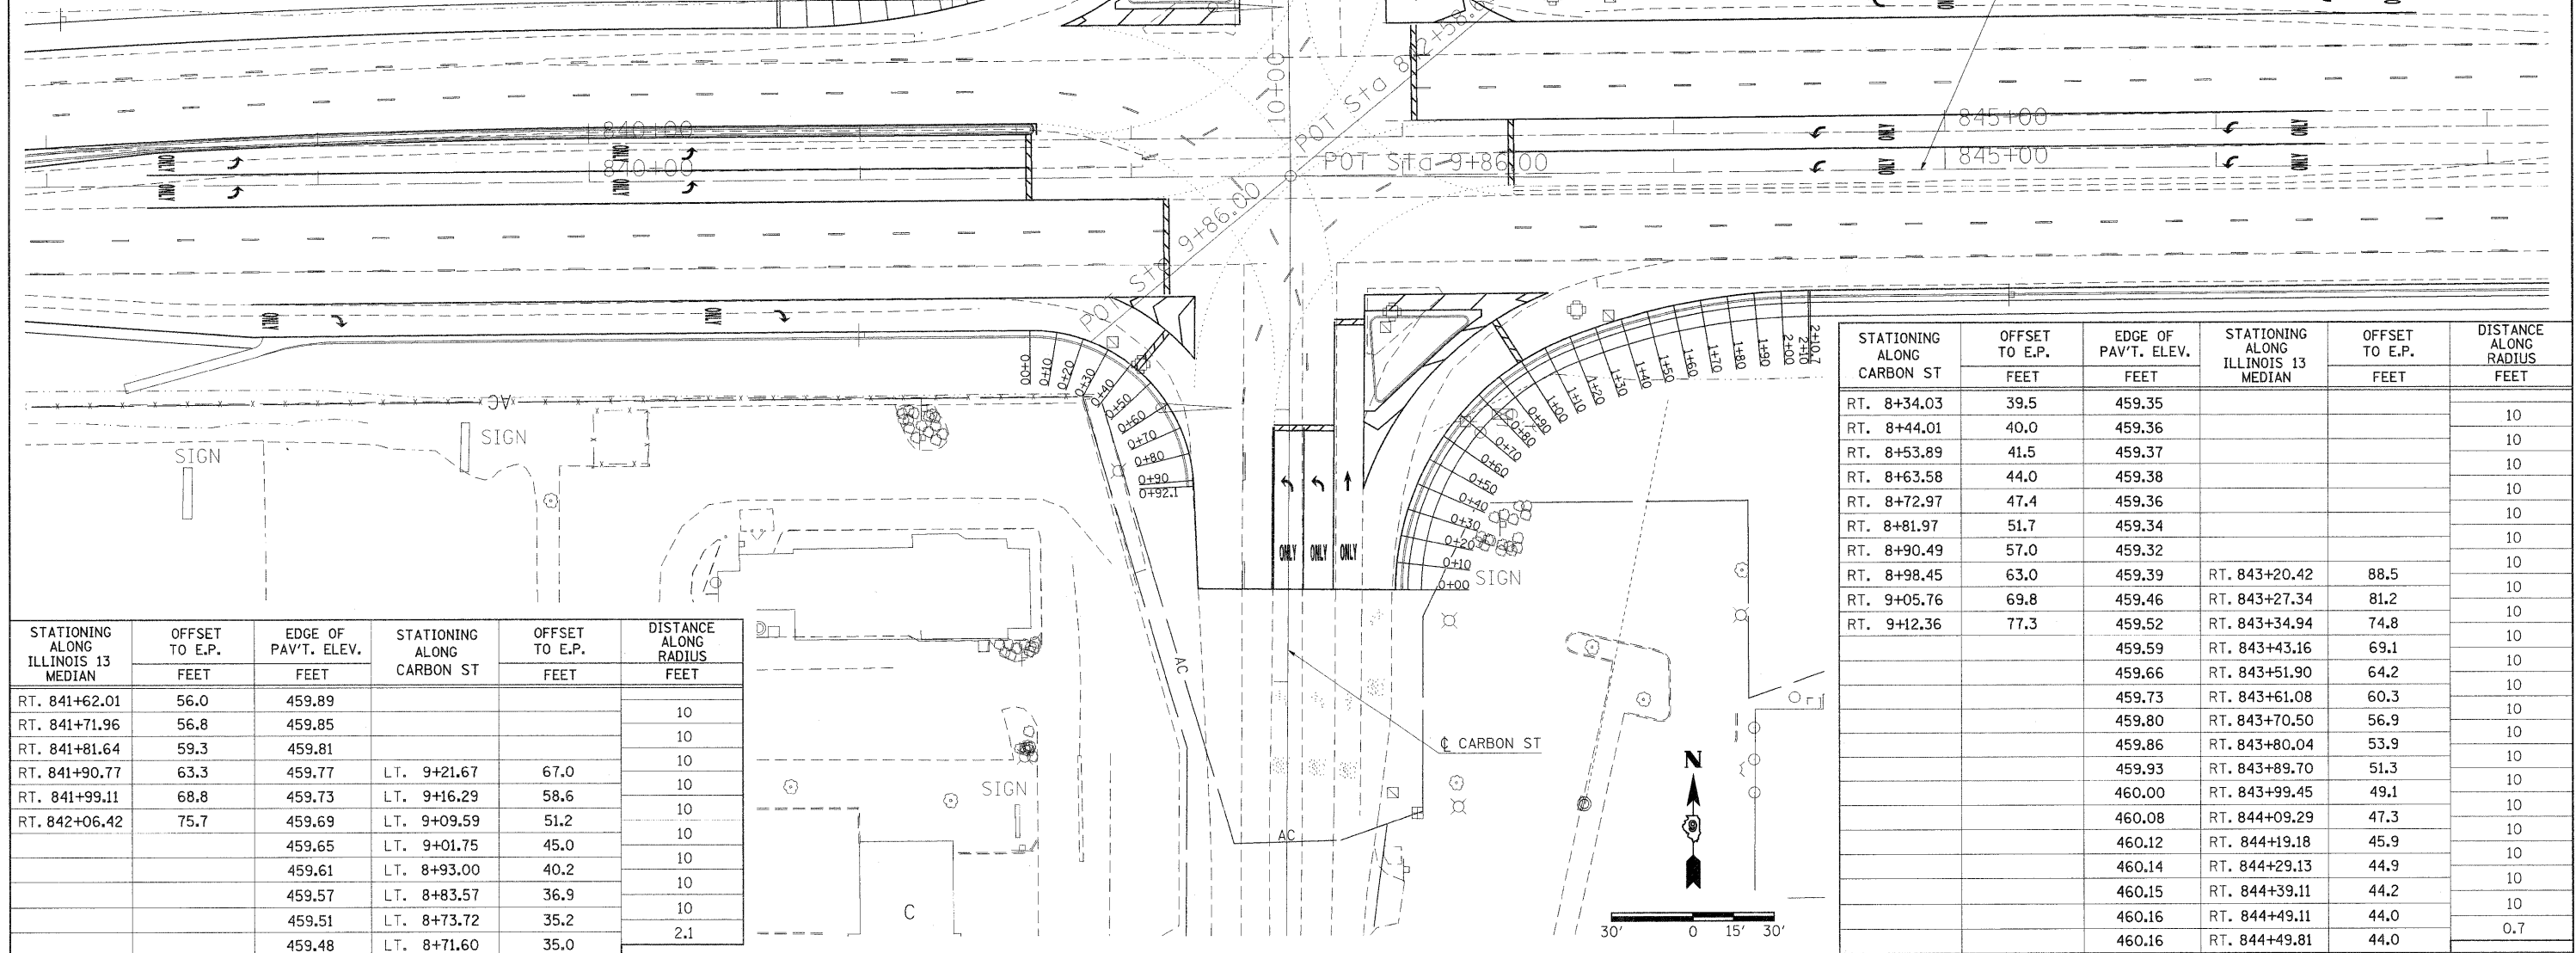 10+00
POT Sta 842+58.
840+00
845+00
ONLY ONLY ONLY ONLY
840+00
POT Sta 9+86.00
845+00
ONLY ONLY ONLY ONLY
POT Sta 9+86.00
ONLY ONLY
0+00 0+10 0+20 0+30 0+40 0+50 0+60 0+70 0+80 0+90 0+92.1
2+10.7 2+10 2+00 1+90 1+80 1+70 1+60 1+50 1+40 1+30 1+20 1+10 1+00 0+90 0+80 0+70 0+60 0+50 0+40 0+30 0+20 0+10 0+00
AC
SIGN
SIGN
ONLY ONLY ONLY
SIGN
AC
℄ CARBON ST
SIGN
AC
C
N
30' 0 15' 30'
STATIONING ALONG ILLINOIS 13 MEDIAN
OFFSET TO E.P.
EDGE OF PAV'T. ELEV.
STATIONING ALONG CARBON ST
OFFSET TO E.P.
DISTANCE ALONG RADIUS
FEET FEET FEET FEET
RT. 841+62.01 56.0 459.89
10
RT. 841+71.96 56.8 459.85
10
RT. 841+81.64 59.3 459.81
10
RT. 841+90.77 63.3 459.77 LT. 9+21.67 67.0
10
RT. 841+99.11 68.8 459.73 LT. 9+16.29 58.6
10
RT. 842+06.42 75.7 459.69 LT. 9+09.59 51.2
10
459.65 LT. 9+01.75 45.0
10
459.61 LT. 8+93.00 40.2
10
459.57 LT. 8+83.57 36.9
10
459.51 LT. 8+73.72 35.2
2.1
459.48 LT. 8+71.60 35.0
STATIONING ALONG CARBON ST
OFFSET TO E.P.
EDGE OF PAV'T. ELEV.
STATIONING ALONG ILLINOIS 13 MEDIAN
OFFSET TO E.P.
DISTANCE ALONG RADIUS
FEET FEET FEET FEET
RT. 8+34.03 39.5 459.35
10
RT. 8+44.01 40.0 459.36
10
RT. 8+53.89 41.5 459.37
10
RT. 8+63.58 44.0 459.38
10
RT. 8+72.97 47.4 459.36
10
RT. 8+81.97 51.7 459.34
10
RT. 8+90.49 57.0 459.32
10
RT. 8+98.45 63.0 459.39 RT. 843+20.42 88.5
10
RT. 9+05.76 69.8 459.46 RT. 843+27.34 81.2
10
RT. 9+12.36 77.3 459.52 RT. 843+34.94 74.8
10
459.59 RT. 843+43.16 69.1
10
459.66 RT. 843+51.90 64.2
10
459.73 RT. 843+61.08 60.3
10
459.80 RT. 843+70.50 56.9
10
459.86 RT. 843+80.04 53.9
10
459.93 RT. 843+89.70 51.3
10
460.00 RT. 843+99.45 49.1
10
460.08 RT. 844+09.29 47.3
10
460.12 RT. 844+19.18 45.9
10
460.14 RT. 844+29.13 44.9
10
460.15 RT. 844+39.11 44.2
10
460.16 RT. 844+49.11 44.0
0.7
460.16 RT. 844+49.81 44.0